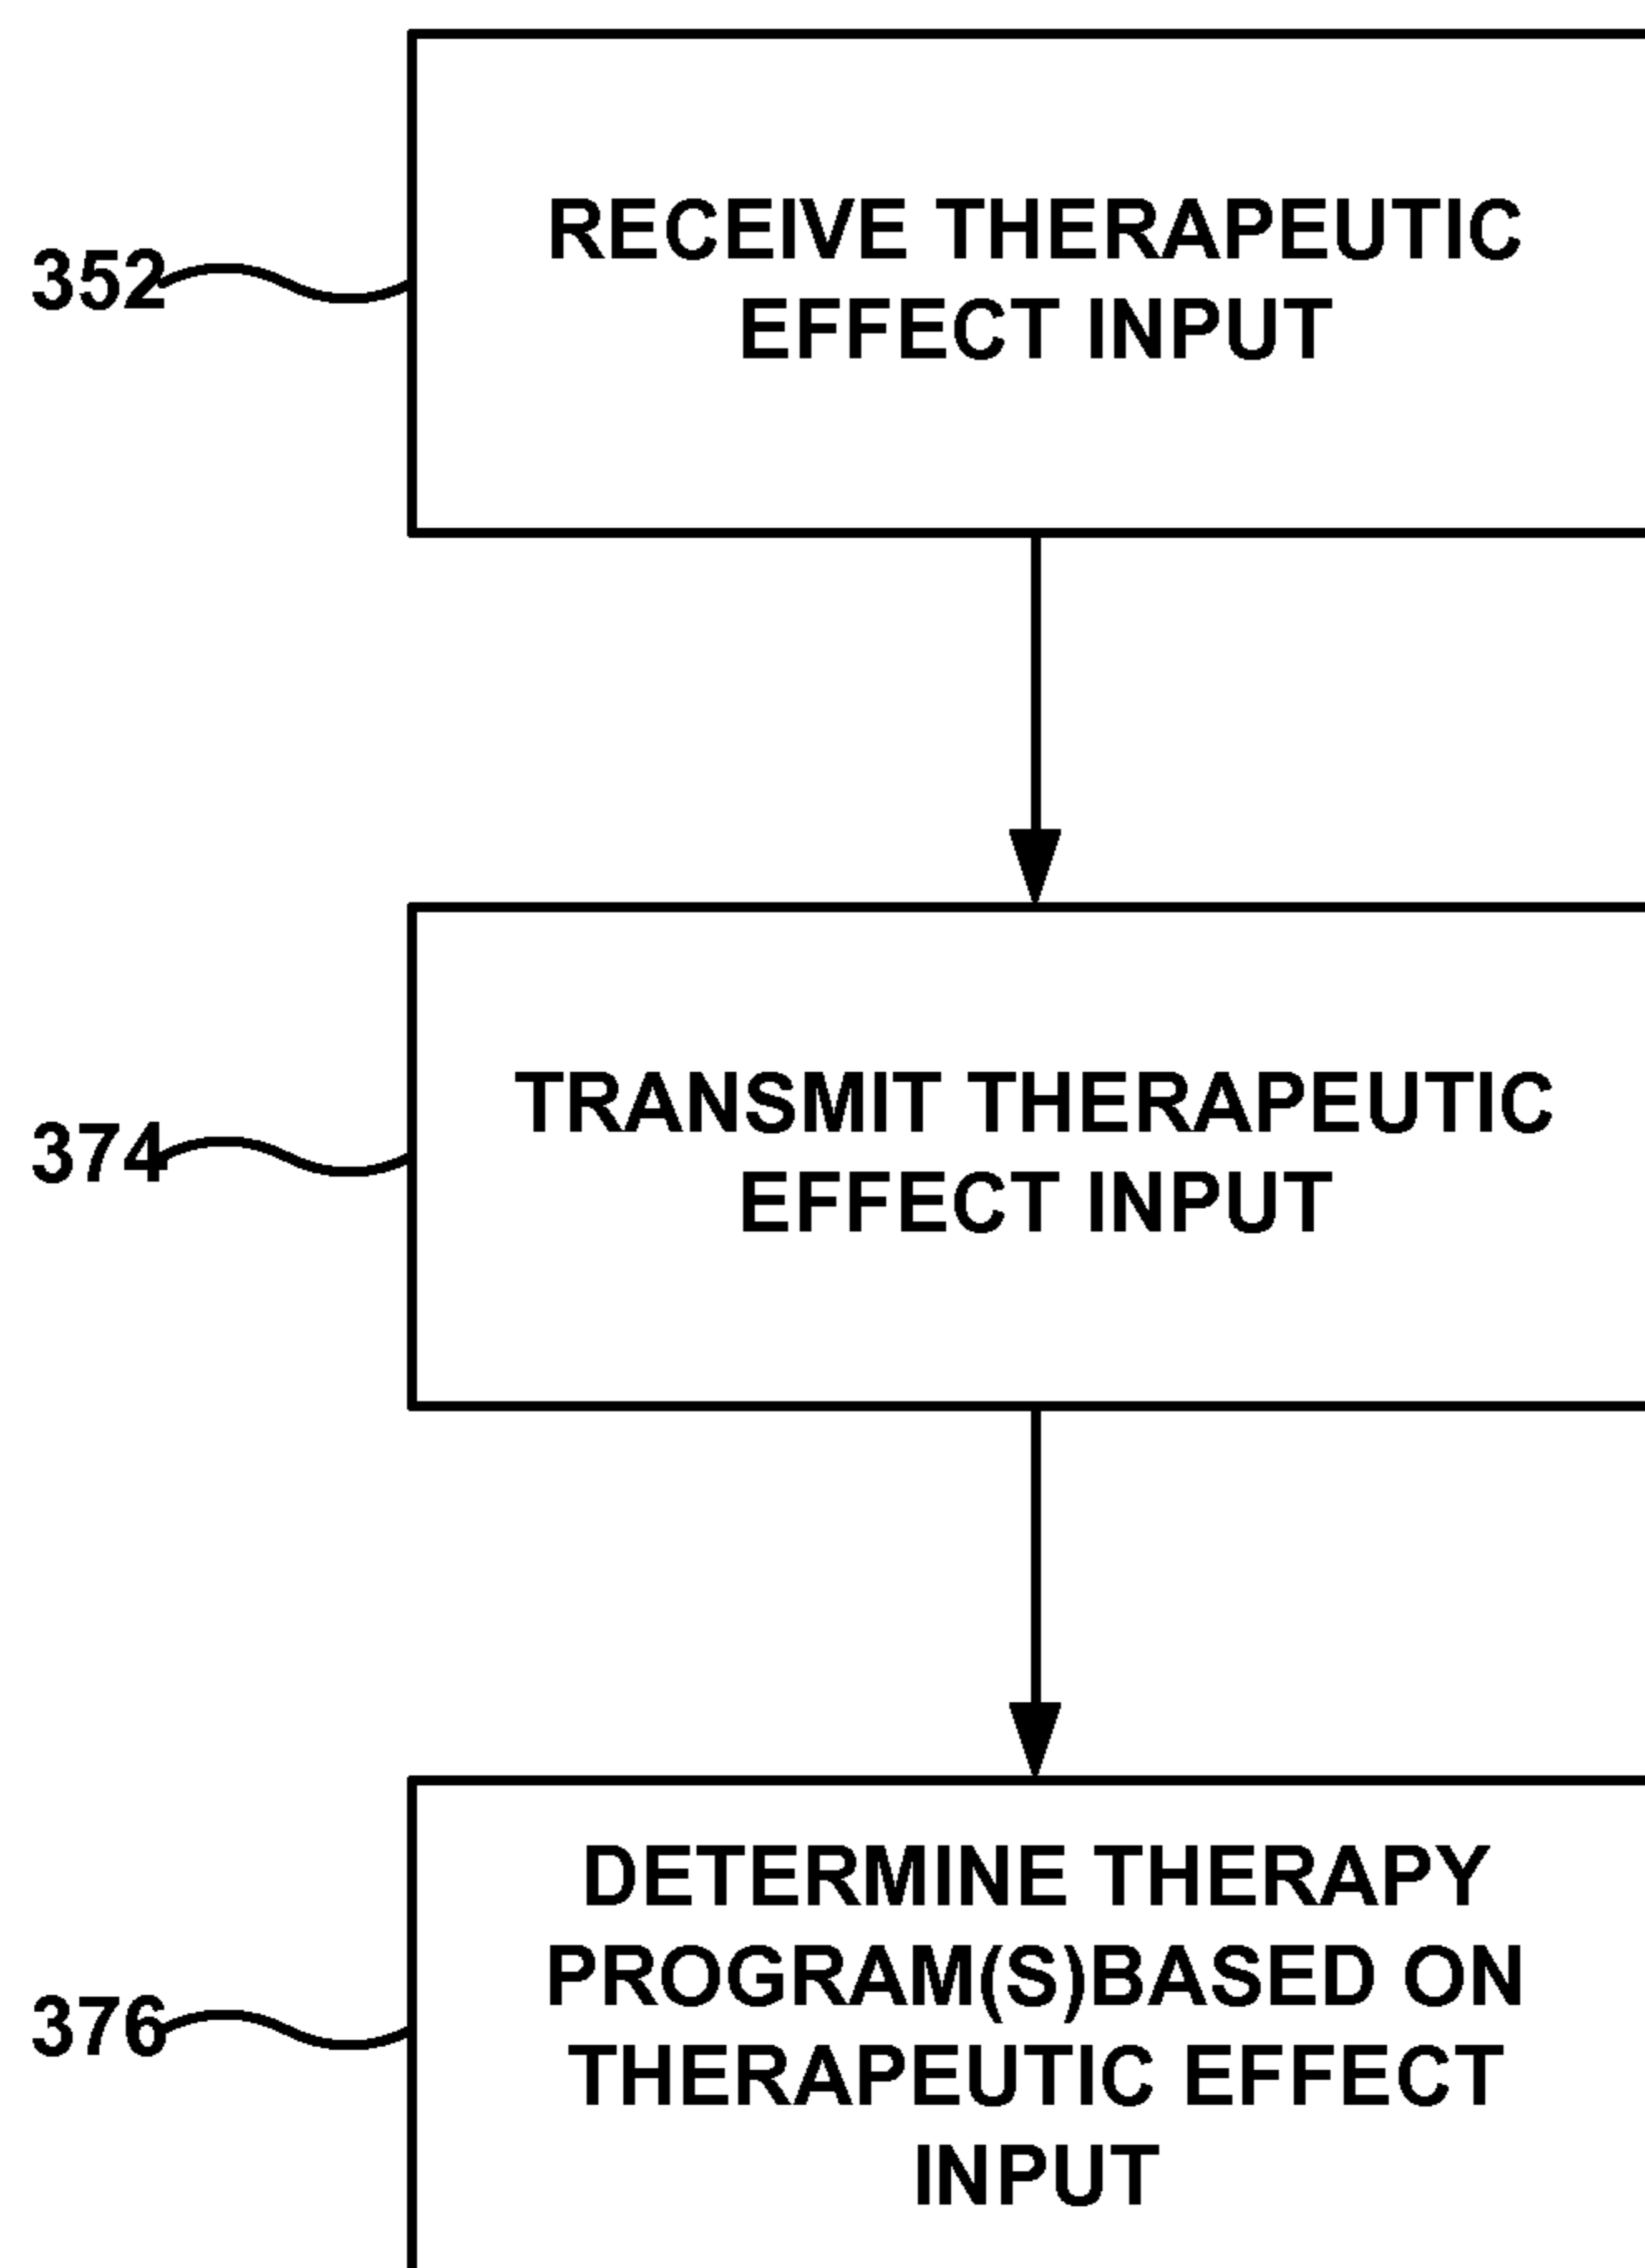 352
RECEIVE THERAPEUTIC
EFFECT INPUT
374
TRANSMIT THERAPEUTIC
EFFECT INPUT
376
DETERMINE THERAPY
PROGRAM(S)BASED ON
THERAPEUTIC EFFECT
INPUT